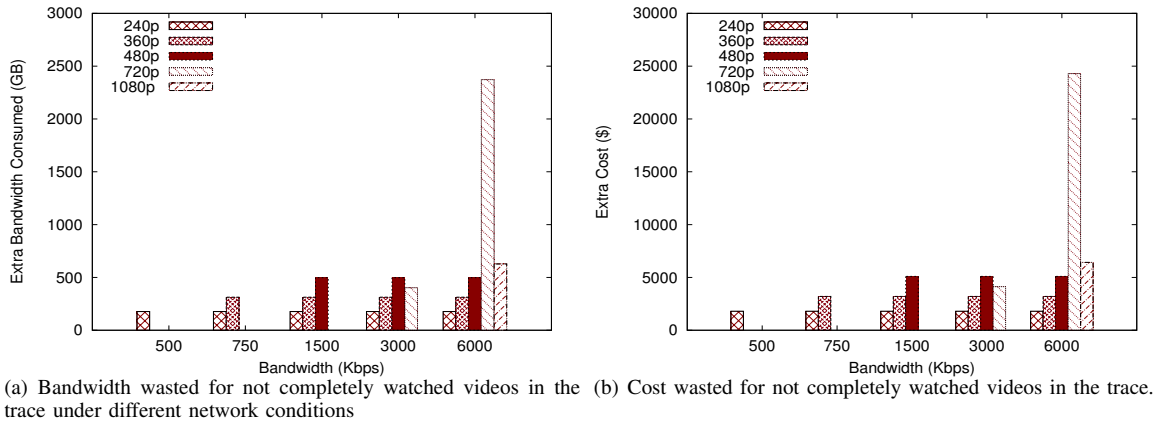 3000
2500
2000
1500
1000
500
0
Extra Bandwidth Consumed (GB)
240p
360p
480p
720p
1080p
500 750 1500 3000 6000
Bandwidth (Kbps)
(a) Bandwidth wasted for not completely watched videos in the
trace under different network conditions
30000
25000
20000
15000
10000
5000
0
Extra Cost ($)
240p
360p
480p
720p
1080p
500 750 1500 3000 6000
Bandwidth (Kbps)
(b) Cost wasted for not completely watched videos in the trace.